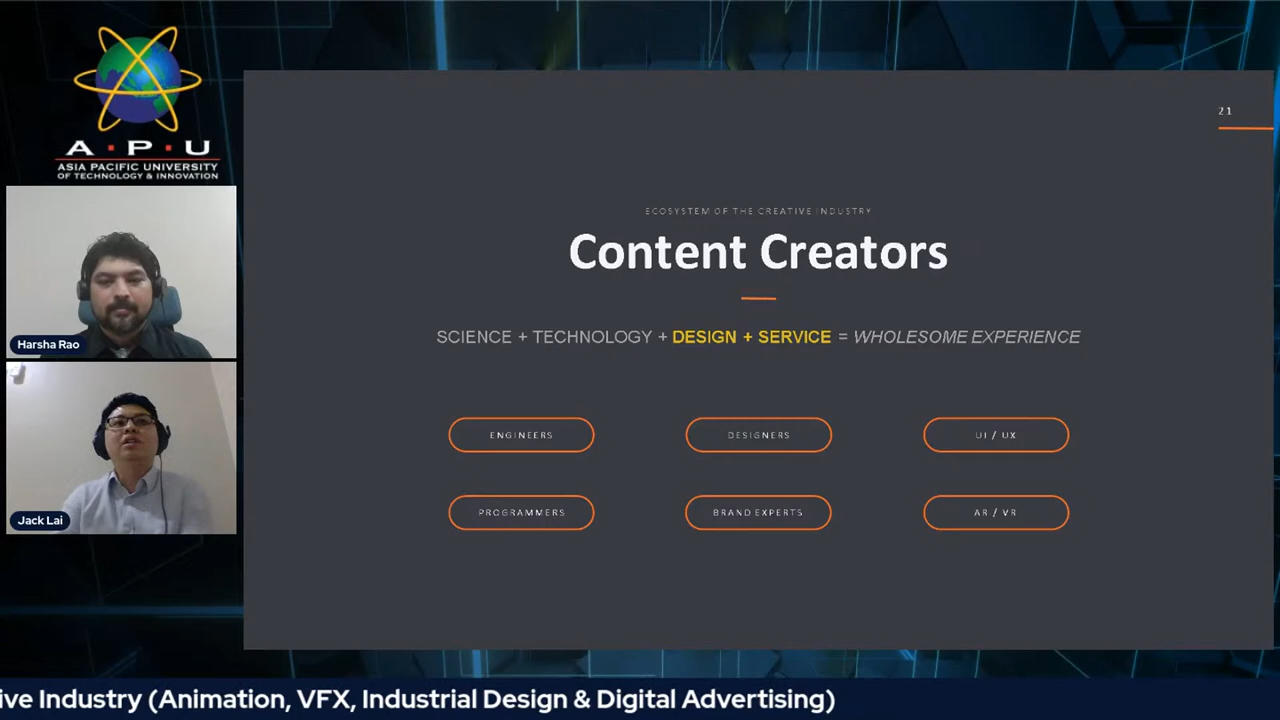 A·P·U
ASIA PACIFIC UNIVERSITY
OF TECHNOLOGY & INNOVATION
Harsha Rao
Jack Lai
21
ECOSYSTEM OF THE CREATIVE INDUSTRY
Content Creators
SCIENCE + TECHNOLOGY + DESIGN + SERVICE = WHOLESOME EXPERIENCE
ENGINEERS
DESIGNERS
UI / UX
PROGRAMMERS
BRAND EXPERTS
AR / VR
ive Industry (Animation, VFX, Industrial Design & Digital Advertising)